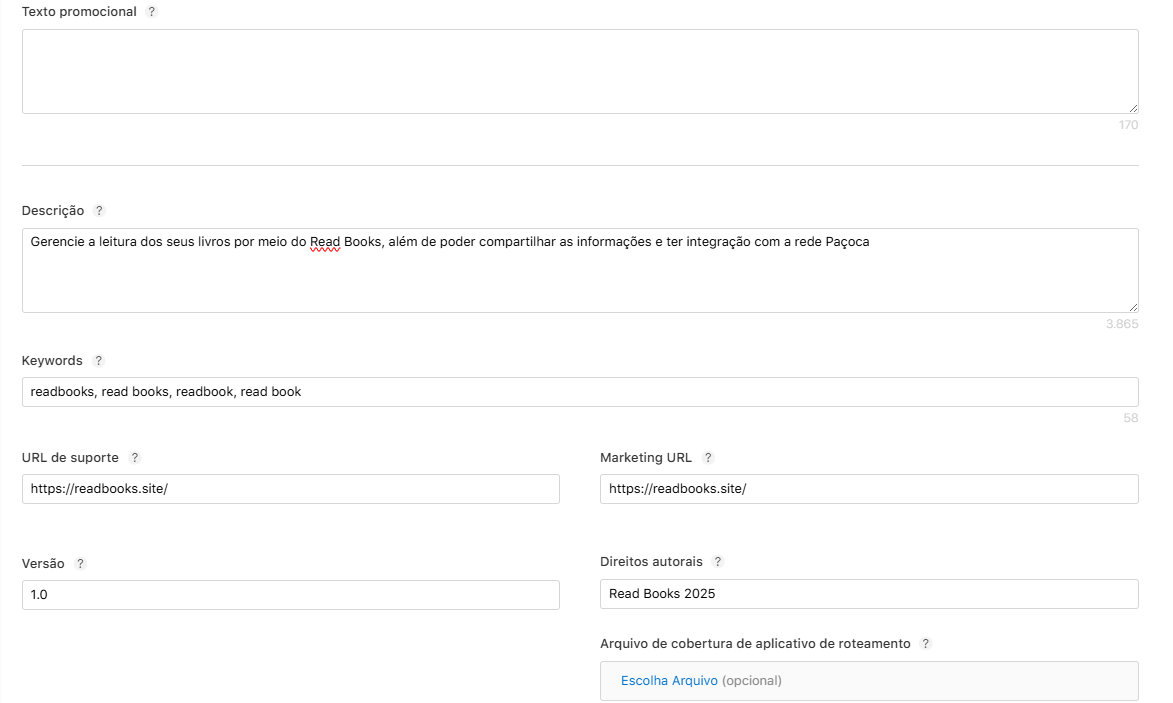 Texto promocional ?
170
Descrição ?
Gerencie a leitura dos seus livros por meio do Read Books, além de poder compartilhar as informações e ter integração com a rede Paçoca
3.865
Keywords ?
readbooks, read books, readbook, read book
58
URL de suporte ?
https://readbooks.site/
Marketing URL ?
https://readbooks.site/
Versão ?
1.0
Direitos autorais ?
Read Books 2025
Arquivo de cobertura de aplicativo de roteamento ?
Escolha Arquivo (opcional)